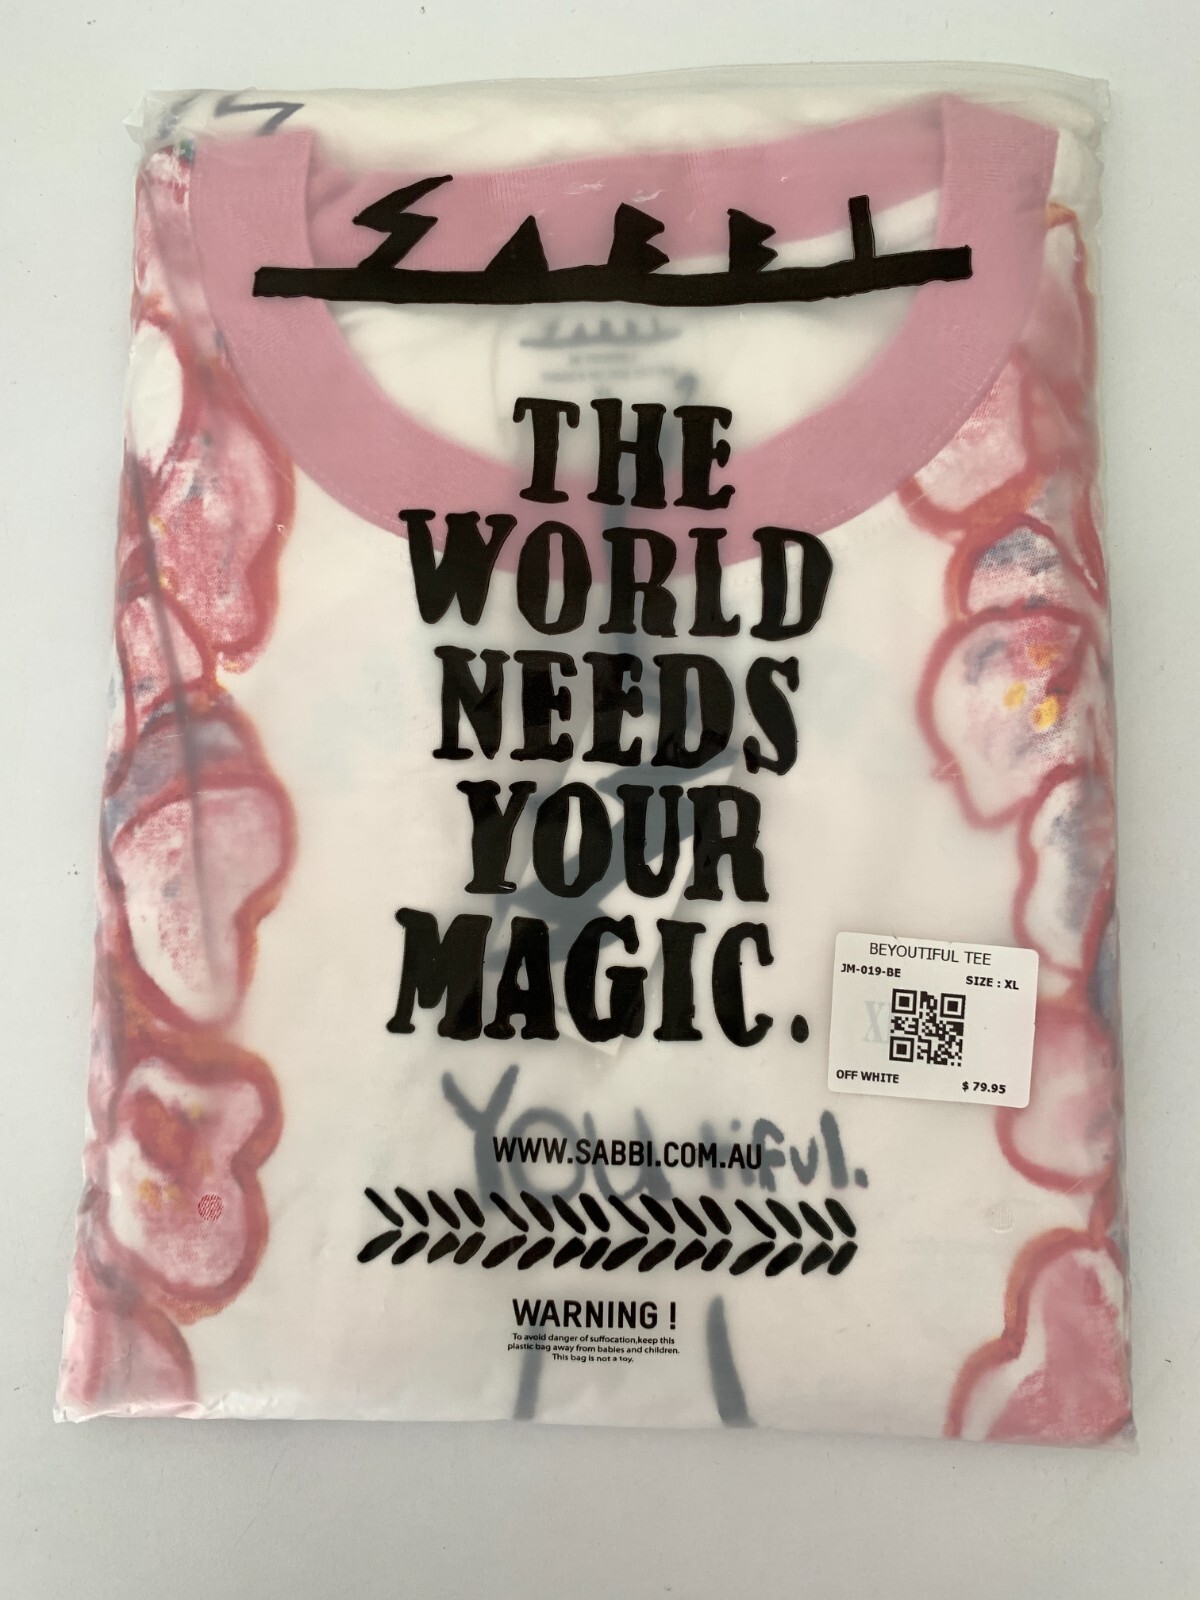 SABBI
THE
WORLD
NEEDS
YOUR
MAGIC.
BEYOUTIFUL TEE
JM-019-BE
SIZE : XL
OFF WHITE
$ 79.95
YOU tiful.
WWW.SABBI.COM.AU
WARNING !
To avoid danger of suffocation,keep this
plastic bag away from babies and children.
This bag is not a toy.